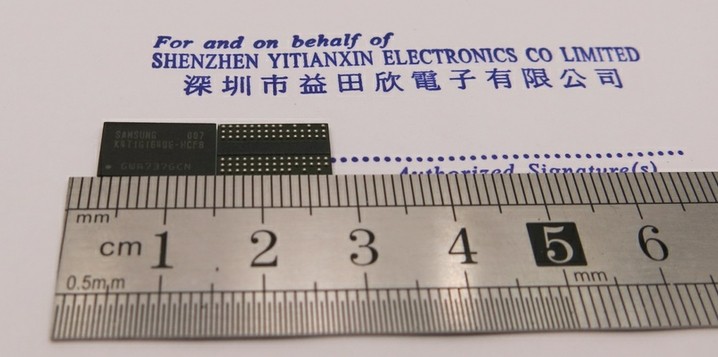 For and on behalf of
SHENZHEN YITIANXIN ELECTRONICS CO LIMITED
深圳市益田欣電子有限公司
SAMSUNG
Authorized Signature(s)
mm
cm 1 2 3 4 5 6
0.5mm
mm